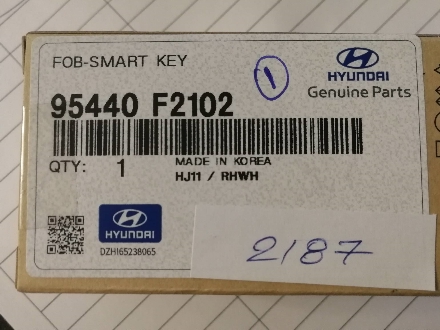 FOB-SMART KEY
1
HYUNDAI
Genuine Parts
95440 F2102
QTY: 1
MADE IN KOREA
HJ11 / RHWH
HYUNDAI
DZHI65238065
2187